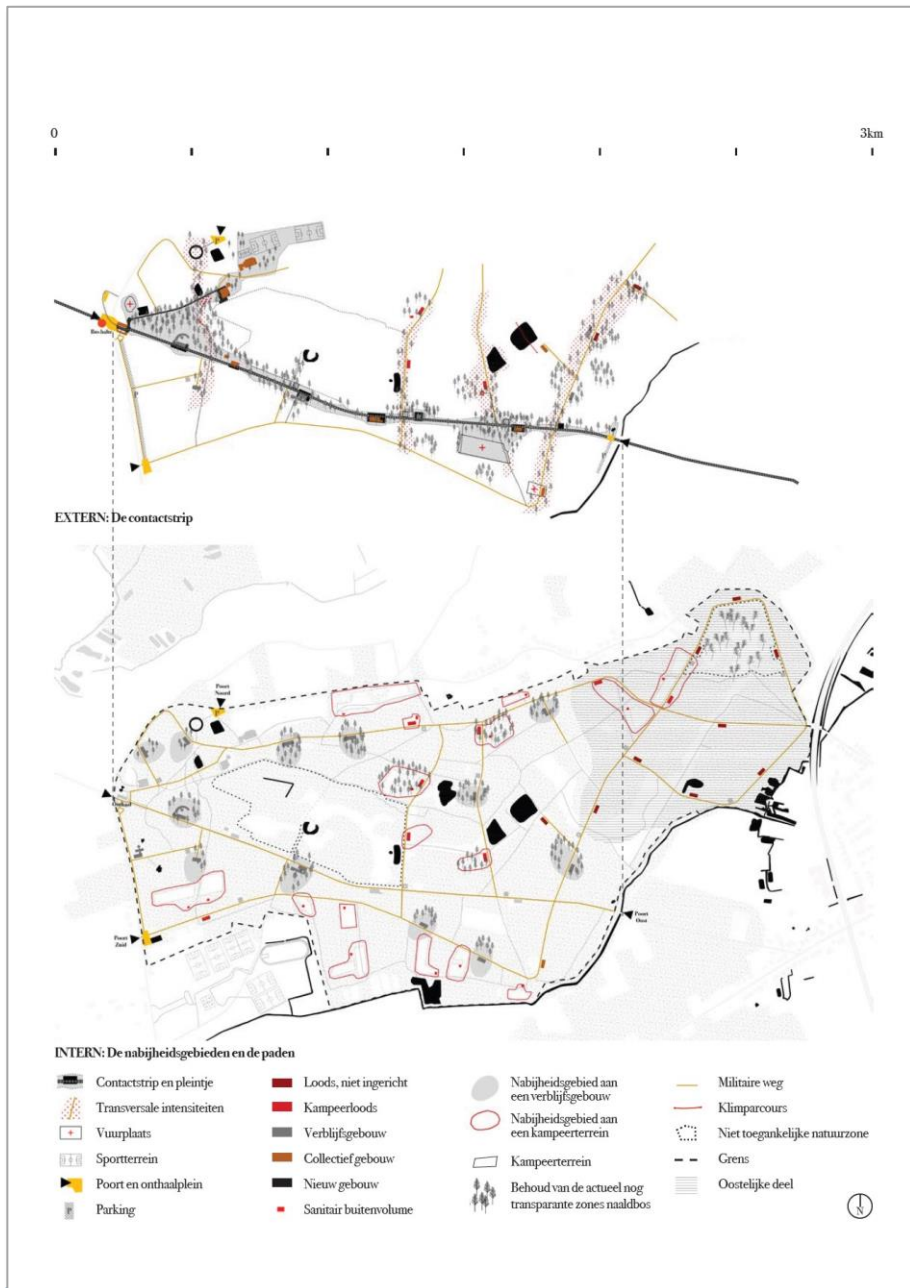 0
3km
P
P
EXTERN: De contactstrip
Poort
Noord
P
Poort
Oost
Poort
Zuid
INTERN: De nabijheidsgebieden en de paden
Contactstrip en pleintje
Transversale intensiteiten
Vuurplaats
Sportterrein
Poort en onthaalplein
P
Parking
Loods, niet ingericht
Kampeerloods
Verblijfsgebouw
Collectief gebouw
Nieuw gebouw
Sanitair buitenvolume
Nabijheidsgebied aan
een verblijfsgebouw
Nabijheidsgebied aan
een kampeerterrein
Kampeerterrein
Behoud van de actueel nog
transparante zones naaldbos
Militaire weg
Klimparcours
Niet toegankelijke natuurzone
Grens
Oostelijke deel
N